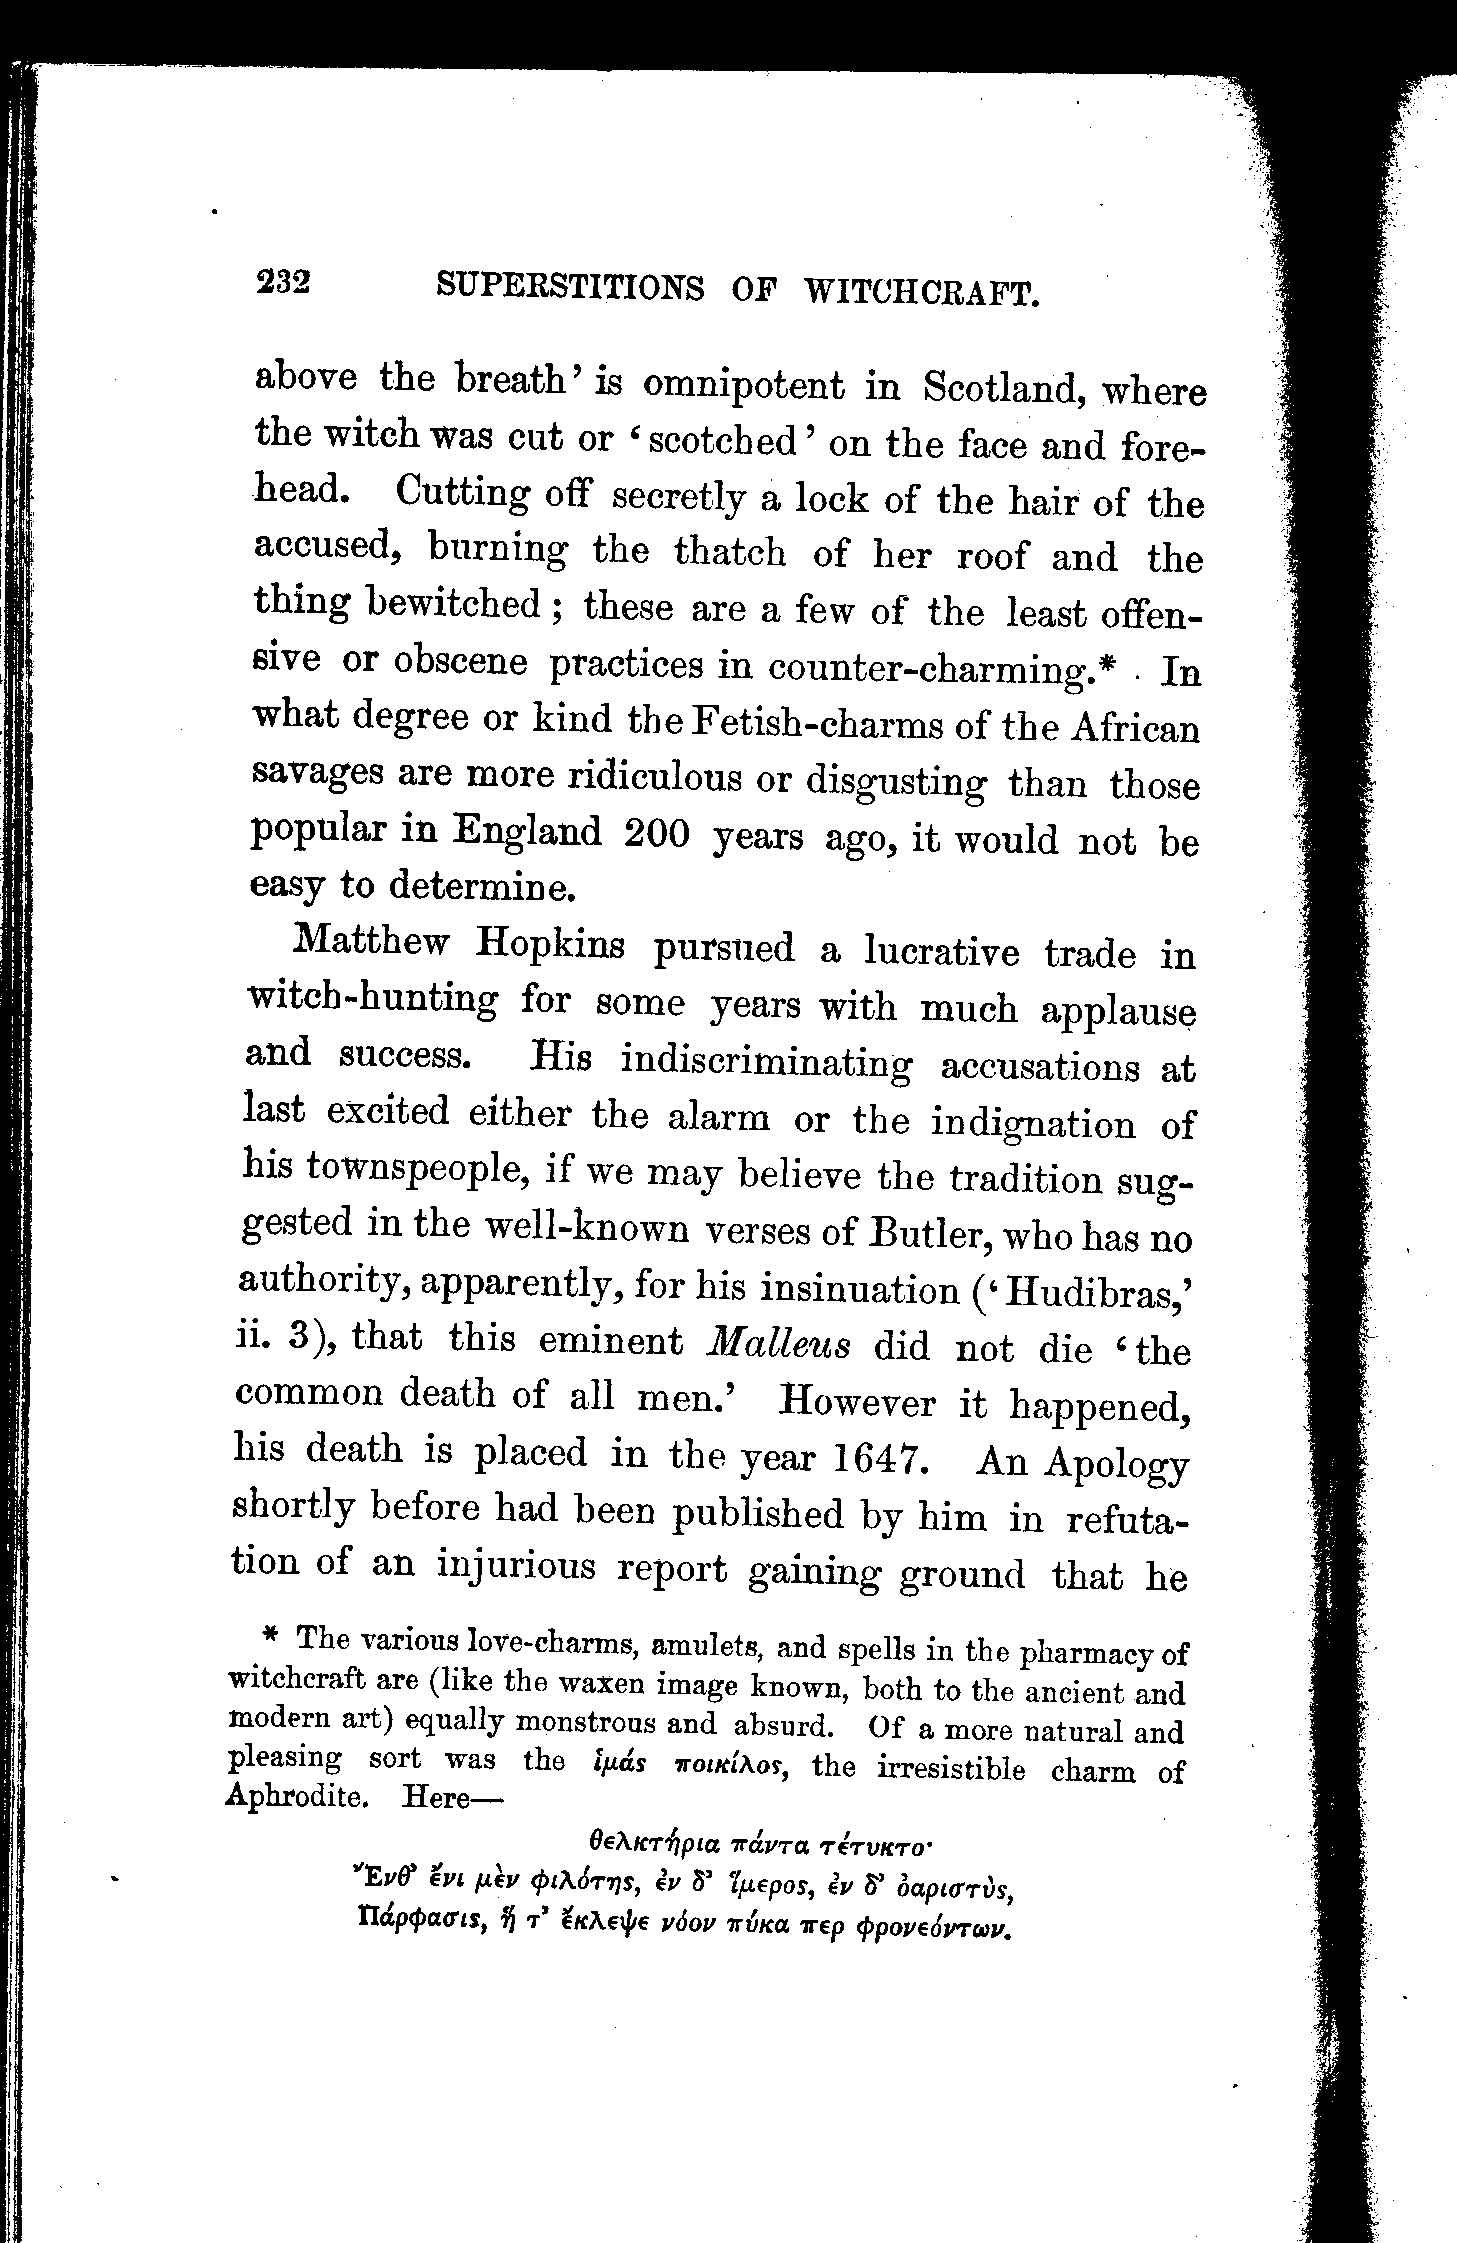 232 SUPERSTITIONS OF WITCHCRAFT.
above the breath’ is omnipotent in Scotland, where
the witch was cut or ‘scotched’ on the face and fore-
head. Cutting off secretly a lock of the hair of the
accused, burning the thatch of her roof and the
thing bewitched; these are a few of the least offen-
sive or obscene practices in counter-charming.* In
what degree or kind the Fetish-charms of the African
savages are more ridiculous or disgusting than those
popular in England 200 years ago, it would not be
easy to determine.
Matthew Hopkins pursued a lucrative trade in
witch-hunting for some years with much applause
and success. His indiscriminating accusations at
last excited either the alarm or the indignation of
his townspeople, if we may believe the tradition sug-
gested in the well-known verses of Butler, who has no
authority, apparently, for his insinuation (‘Hudibras,’
ii. 3), that this eminent Malleus did not die ‘the
common death of all men.’ However it happened,
his death is placed in the year 1647. An Apology
shortly before had been published by him in refuta-
tion of an injurious report gaining ground that he
* The various love-charms, amulets, and spells in the pharmacy of
witchcraft are (like the waxen image known, both to the ancient and
modern art) equally monstrous and absurd. Of a more natural and
pleasing sort was the ἱμάς ποικίλος, the irresistible charm of
Aphrodite. Here—
θελκτήρια πάντα τέτυκτο·
Ἔνθ’ ἔνι μὲν φιλότης, ἐν δ’ ἵμερος, ἐν δ’ ὀαριστὺς,
Πάρφασις, ἥ τ’ ἔκλεψε νόον πύκα περ φρονεόντων.